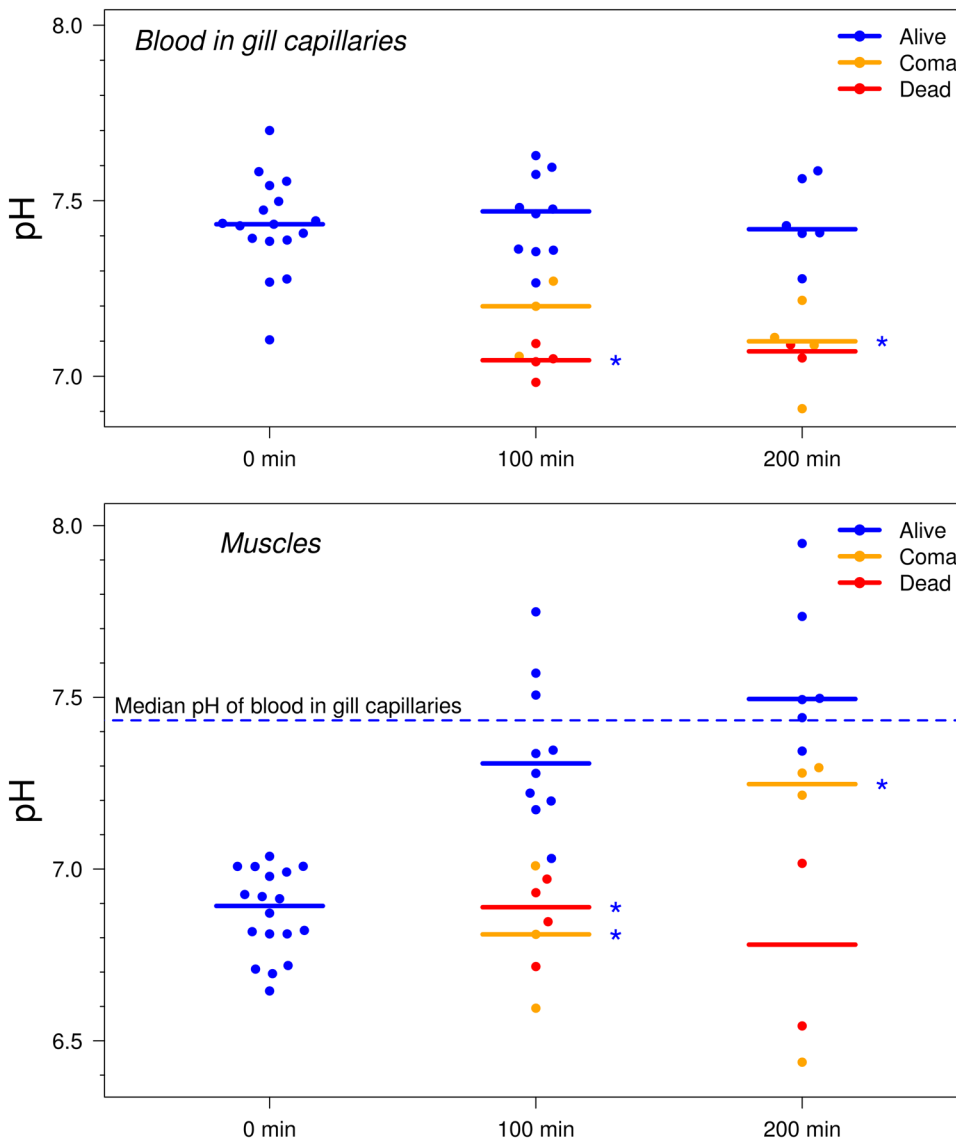 8.0
Blood in gill capillaries
Alive
Coma
Dead
7.5
pH
7.0
*
*
0 min
100 min
200 min
8.0
Muscles
Alive
Coma
Dead
7.5
Median pH of blood in gill capillaries
pH
*
7.0
*
*
6.5
0 min
100 min
200 min